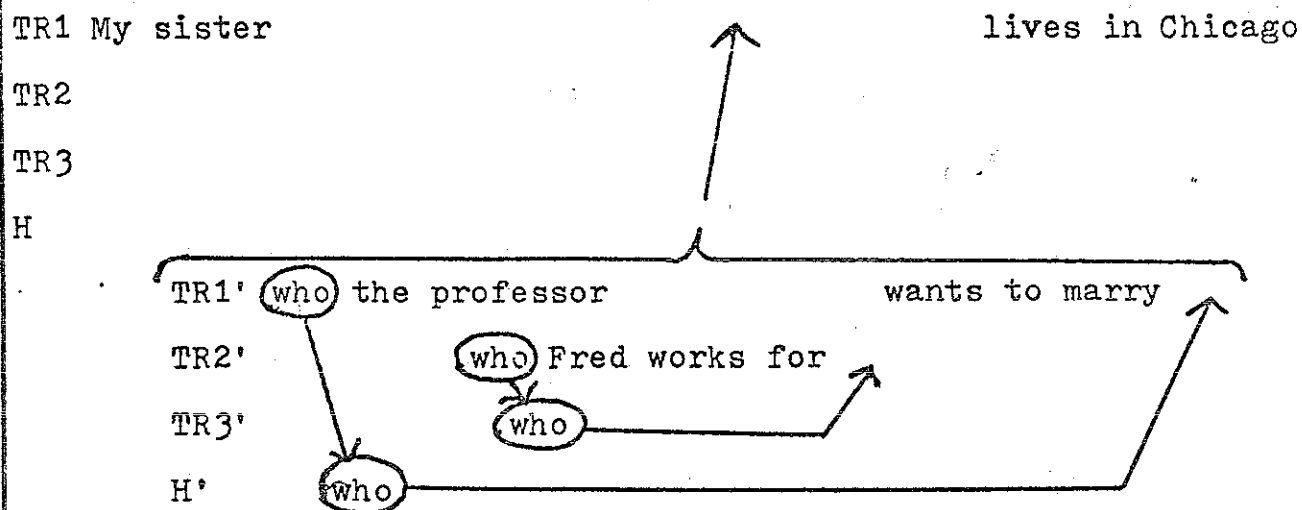 TR1 My sister lives in Chicago
TR2
TR3
H
TR1' who the professor wants to marry
TR2' who Fred works for
TR3' who
H' who